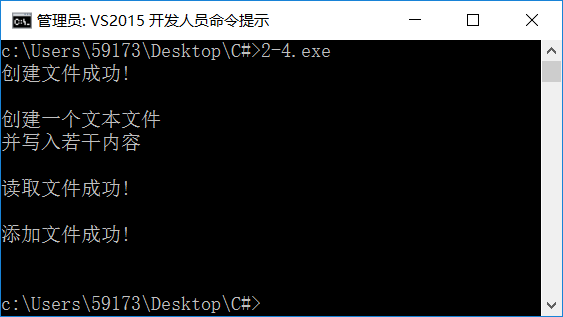 管理员: VS2015 开发人员命令提示
c:\Users\59173\Desktop\C#>2-4.exe
创建文件成功!
创建一个文本文件
并写入若干内容
读取文件成功!
添加文件成功!
c:\Users\59173\Desktop\C#>